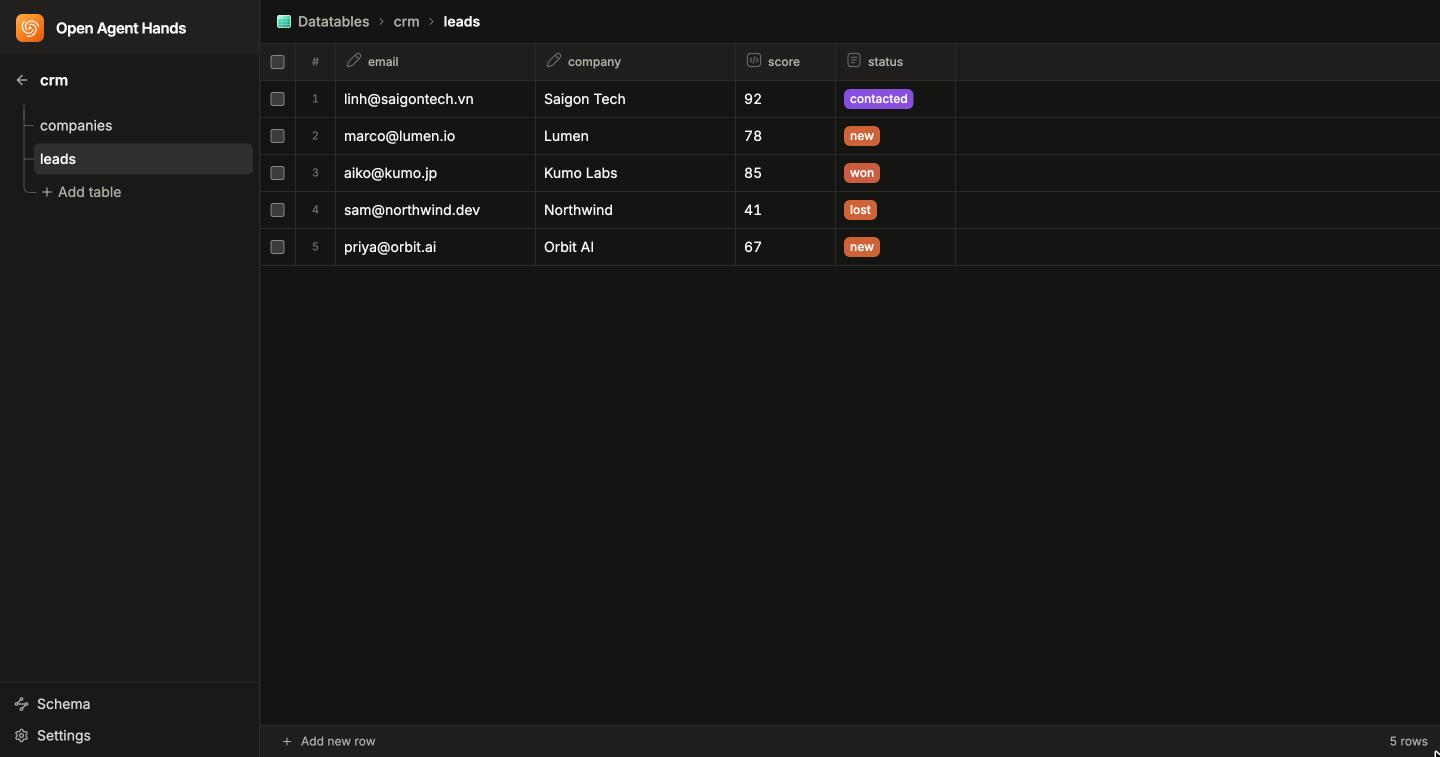 Open Agent Hands
crm
companies
leads
+ Add table
Schema
Settings
Datatables > crm > leads
# email company score status
1 linh@saigontech.vn Saigon Tech 92 contacted
2 marco@lumen.io Lumen 78 new
3 aiko@kumo.jp Kumo Labs 85 won
4 sam@northwind.dev Northwind 41 lost
5 priya@orbit.ai Orbit AI 67 new
+ Add new row
5 rows